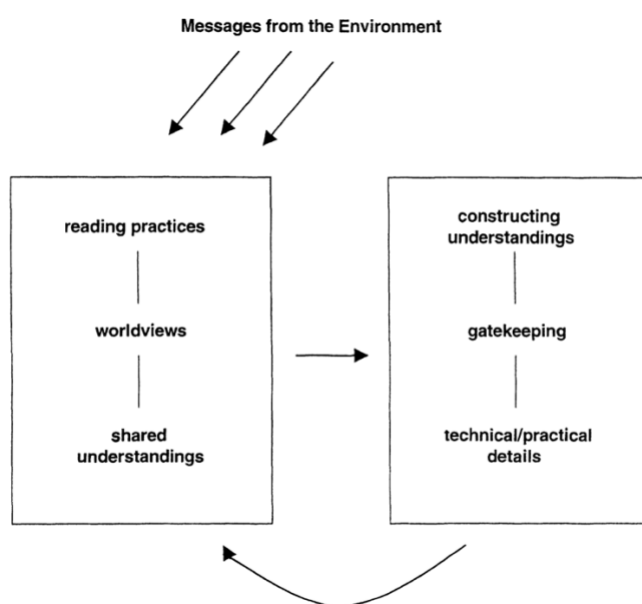 Messages from the Environment
reading practices
worldviews
shared
understandings
constructing
understandings
gatekeeping
technical/practical
details